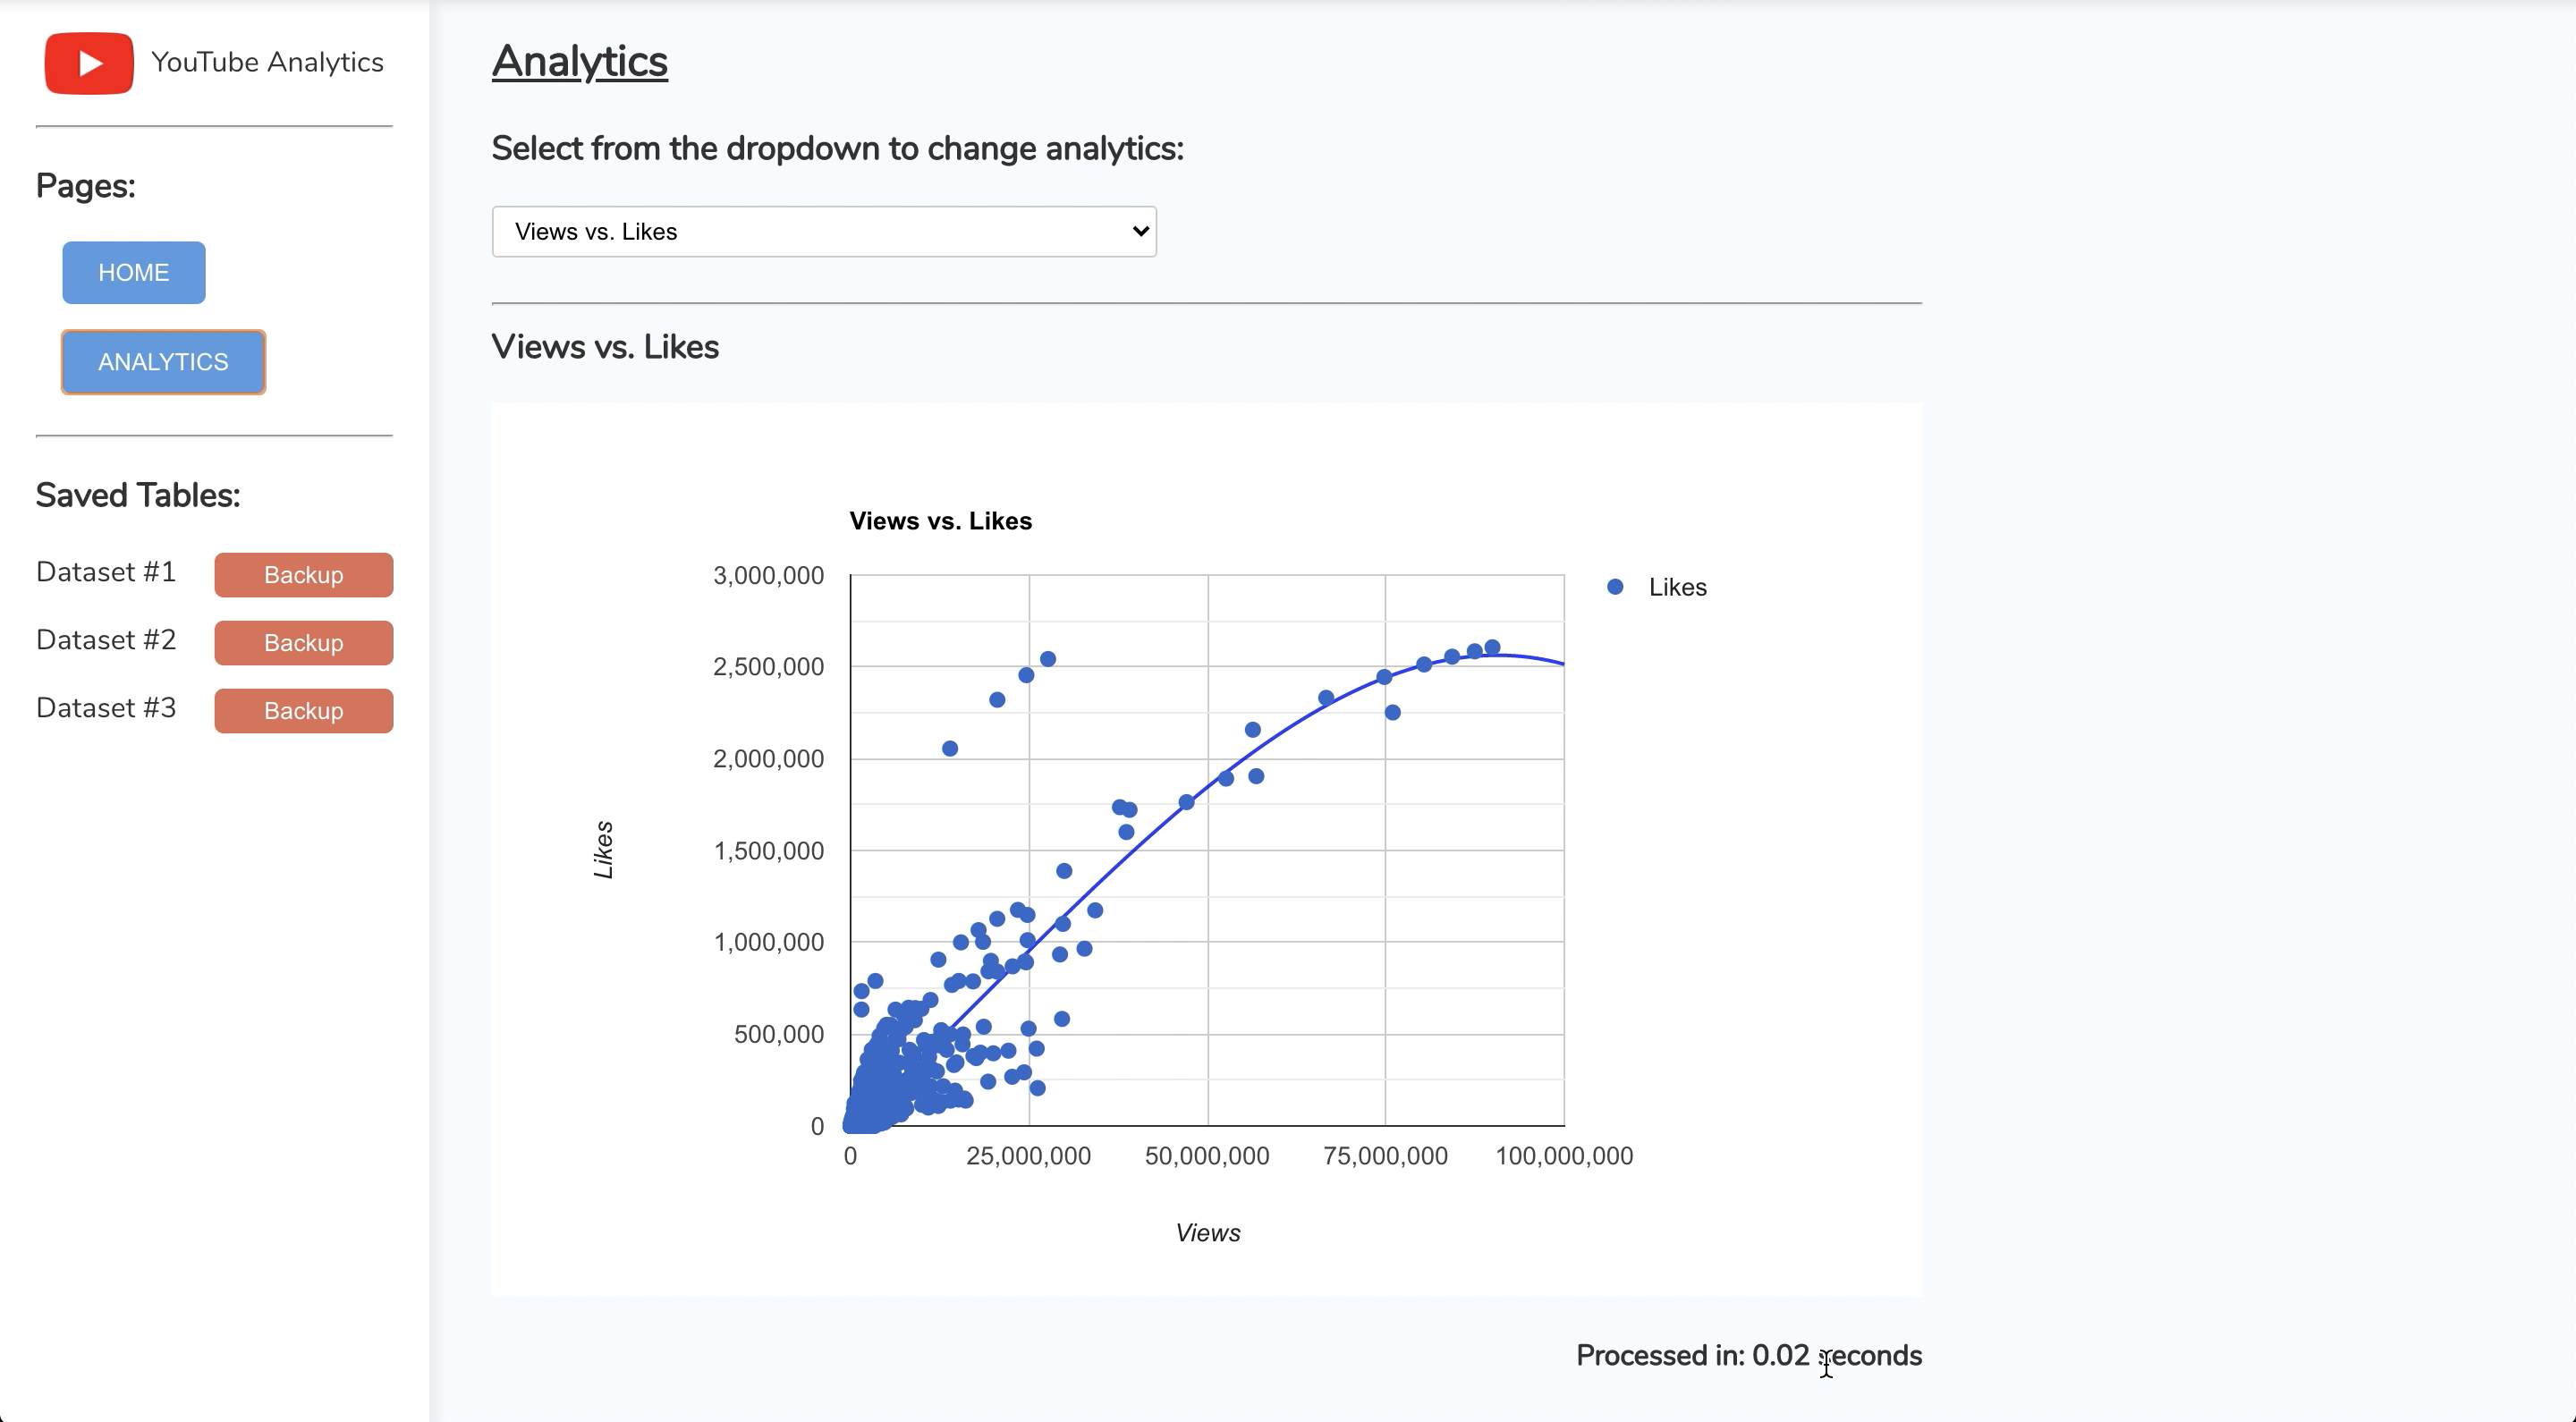 YouTube Analytics
Pages:
HOME
ANALYTICS
Saved Tables:
Dataset #1 Backup
Dataset #2 Backup
Dataset #3 Backup
Analytics
Select from the dropdown to change analytics:
Views vs. Likes
Views vs. Likes
Views vs. Likes
3,000,000
2,500,000
2,000,000
1,500,000
1,000,000
500,000
0
Likes
Likes
0 25,000,000 50,000,000 75,000,000 100,000,000
Views
Processed in: 0.02 seconds